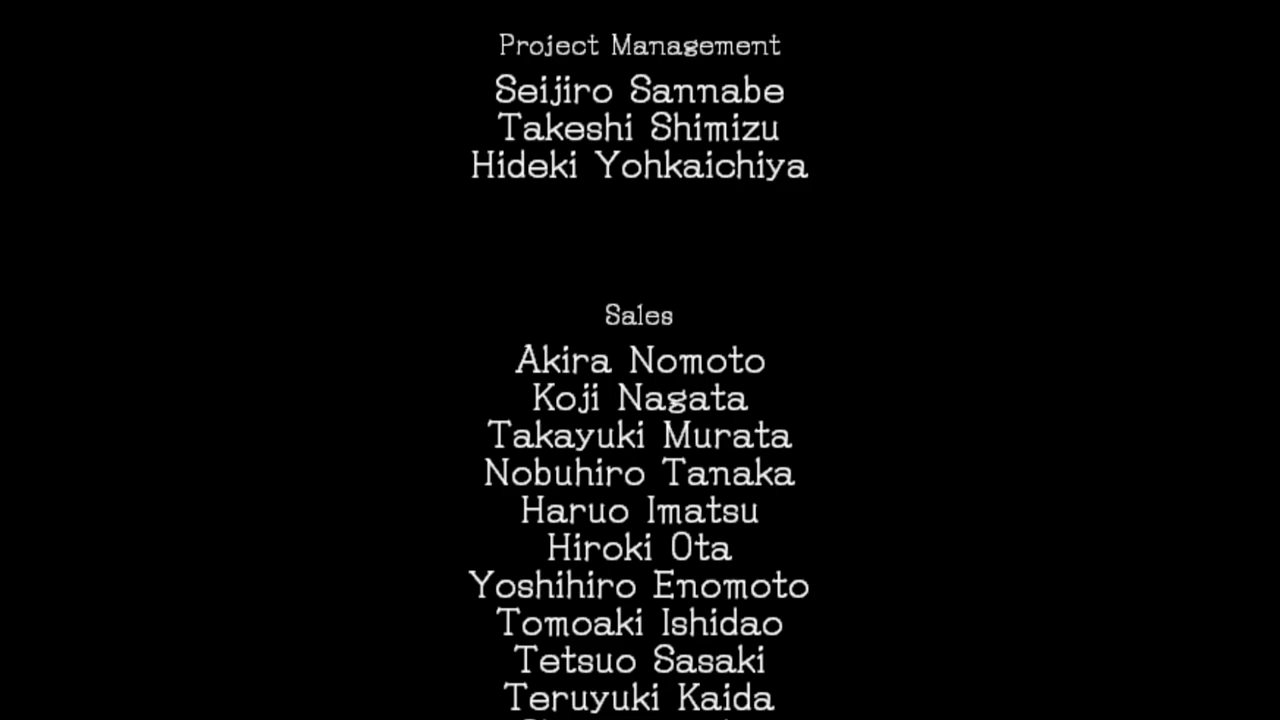 Project Management
Seijiro Sannabe
Takeshi Shimizu
Hideki Yohkaichiya
Sales
Akira Nomoto
Koji Nagata
Takayuki Murata
Nobuhiro Tanaka
Haruo Imatsu
Hiroki Ota
Yoshihiro Enomoto
Tomoaki Ishidao
Tetsuo Sasaki
Teruyuki Kaida